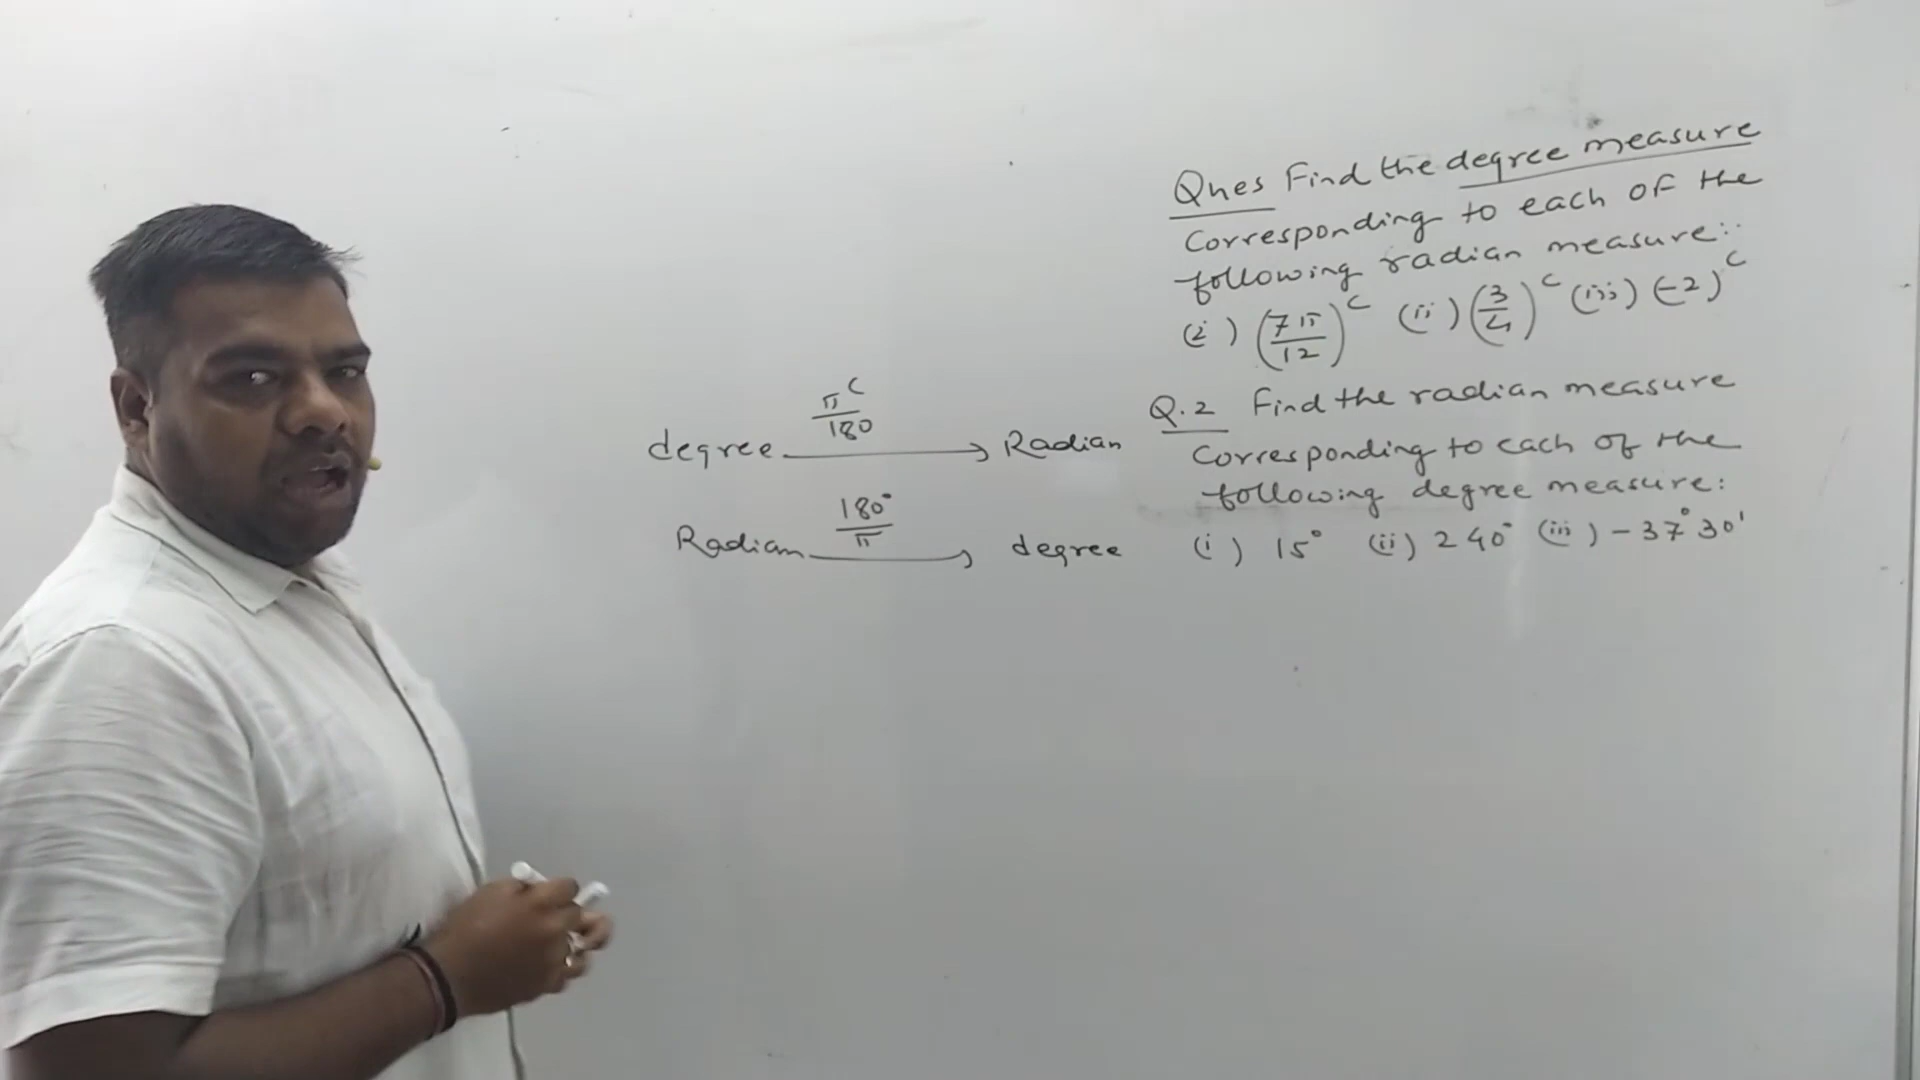 Ques Find the degree measure
Corresponding to each of the
following radian measure:
(i) (7π/12)^c (ii) (3/4)^c (iii) (-2)^c
π^c/180
degree → Radian
180°/π
Radian → degree
Q.2 Find the radian measure
Corresponding to each of the
following degree measure:
(i) 15° (ii) 240° (iii) -37°30'